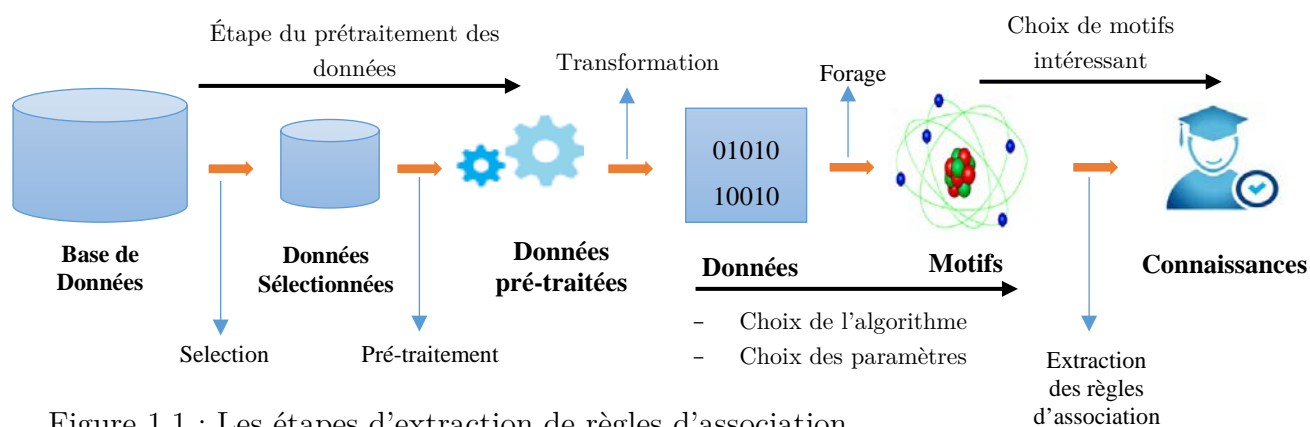 Étape du prétraitement des
données
Transformation
Forage
Choix de motifs
intéressant
01010
10010
Base de
Données
Données
Sélectionnées
Données
pré-traitées
Données
Motifs
Connaissances
Selection
Pré-traitement
– Choix de l'algorithme
– Choix des paramètres
Extraction
des règles
d'association
Figure 1.1 : Les étapes d'extraction de règles d'association